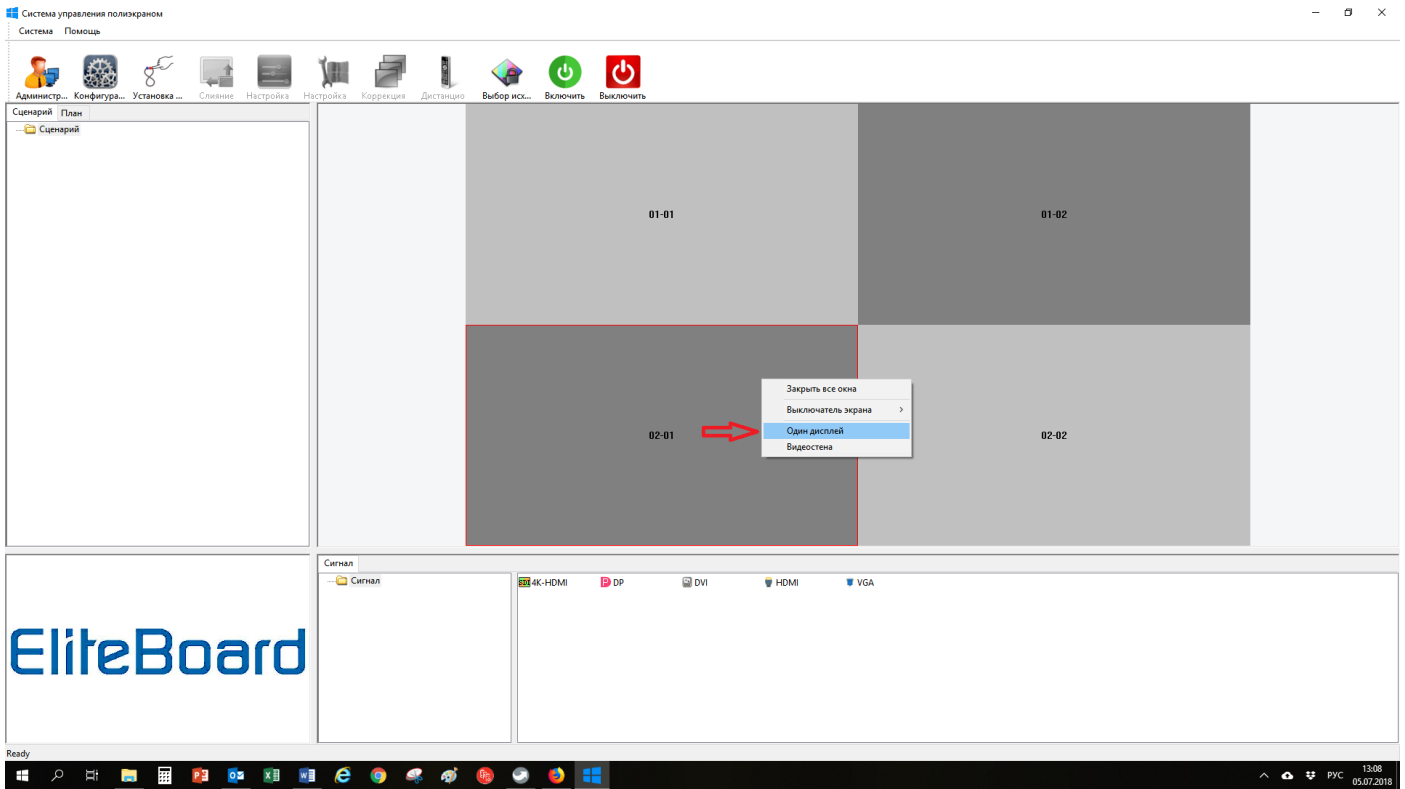 Система управления полиэкраном
Система Помощь
Администр... Конфигура... Установка ... Слияние Настройка Настройка Коррекция Дистанцио Выбор исх... Включить Выключить
Сценарий План
Сценарий
01-01 01-02
Закрыть все окна
Выключатель экрана
Один дисплей
Видеостена
02-01 02-02
Сигнал
Сигнал
SDI 4K-HDMI DP DVI HDMI VGA
EliteBoard
Ready
РУС 13:08
05.07.2018